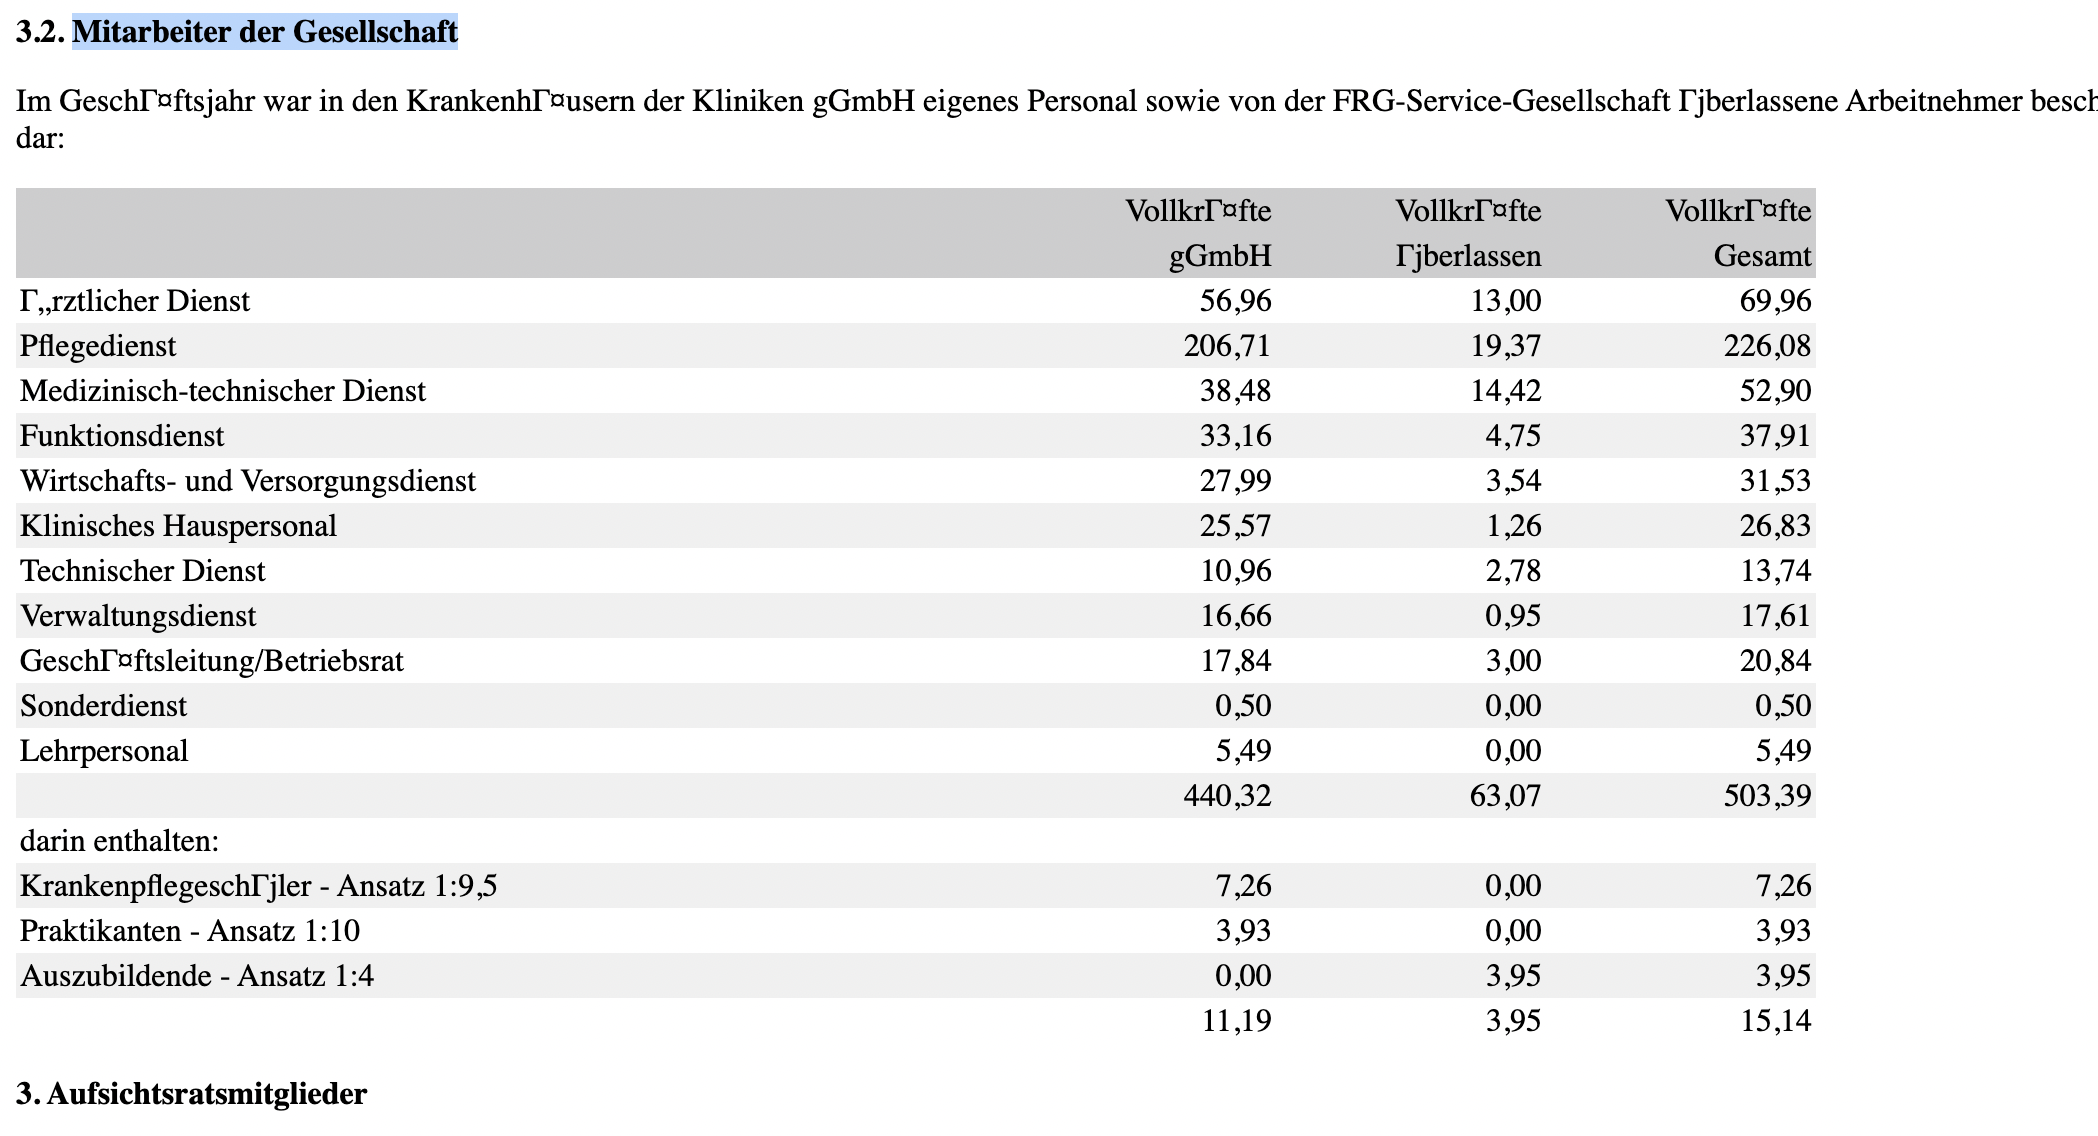 3.2. Mitarbeiter der Gesellschaft
Im GeschΓ¤ftsjahr war in den KrankenhΓ¤usern der Kliniken gGmbH eigenes Personal sowie von der FRG-Service-Gesellschaft Γjberlassene Arbeitnehmer besch
dar:
VollkrΓ¤fte VollkrΓ¤fte VollkrΓ¤fte
gGmbH Γjberlassen Gesamt
Γ„rztlicher Dienst 56,96 13,00 69,96
Pflegedienst 206,71 19,37 226,08
Medizinisch-technischer Dienst 38,48 14,42 52,90
Funktionsdienst 33,16 4,75 37,91
Wirtschafts- und Versorgungsdienst 27,99 3,54 31,53
Klinisches Hauspersonal 25,57 1,26 26,83
Technischer Dienst 10,96 2,78 13,74
Verwaltungsdienst 16,66 0,95 17,61
GeschΓ¤ftsleitung/Betriebsrat 17,84 3,00 20,84
Sonderdienst 0,50 0,00 0,50
Lehrpersonal 5,49 0,00 5,49
440,32 63,07 503,39
darin enthalten:
KrankenpflegeschΓjler - Ansatz 1:9,5 7,26 0,00 7,26
Praktikanten - Ansatz 1:10 3,93 0,00 3,93
Auszubildende - Ansatz 1:4 0,00 3,95 3,95
11,19 3,95 15,14
3. Aufsichtsratsmitglieder